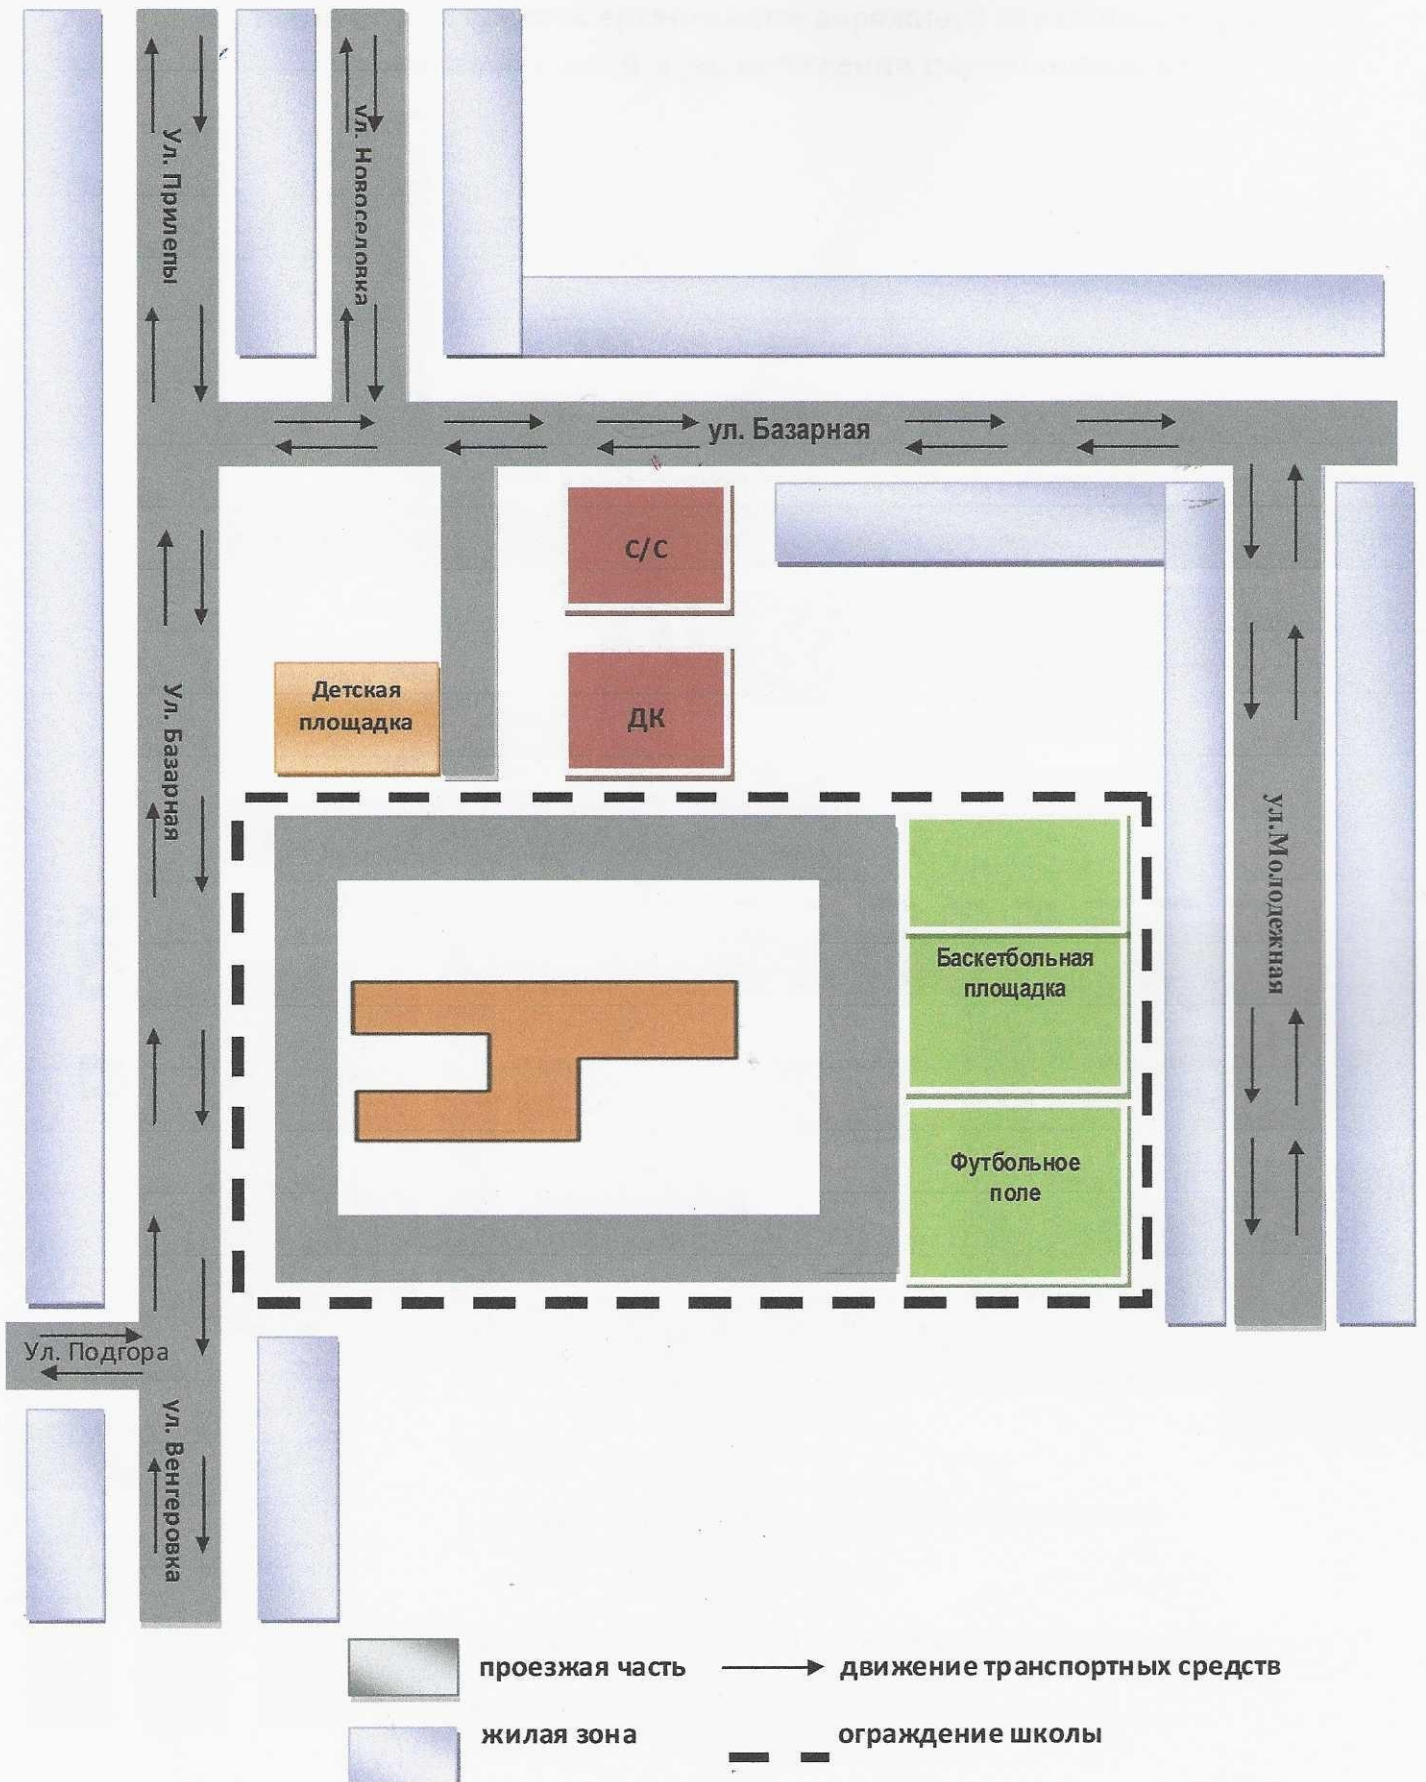 Ул. Прилепы
ул. Новоселовка
ул. Базарная
С/С
Детская
площадка
ДК
Ул. Базарная
ул.Молодежная
Баскетбольная
площадка
Футбольное
поле
Ул. Подгора
ул. Венгеровка
проезжая часть
движение транспортных средств
жилая зона
ограждение школы